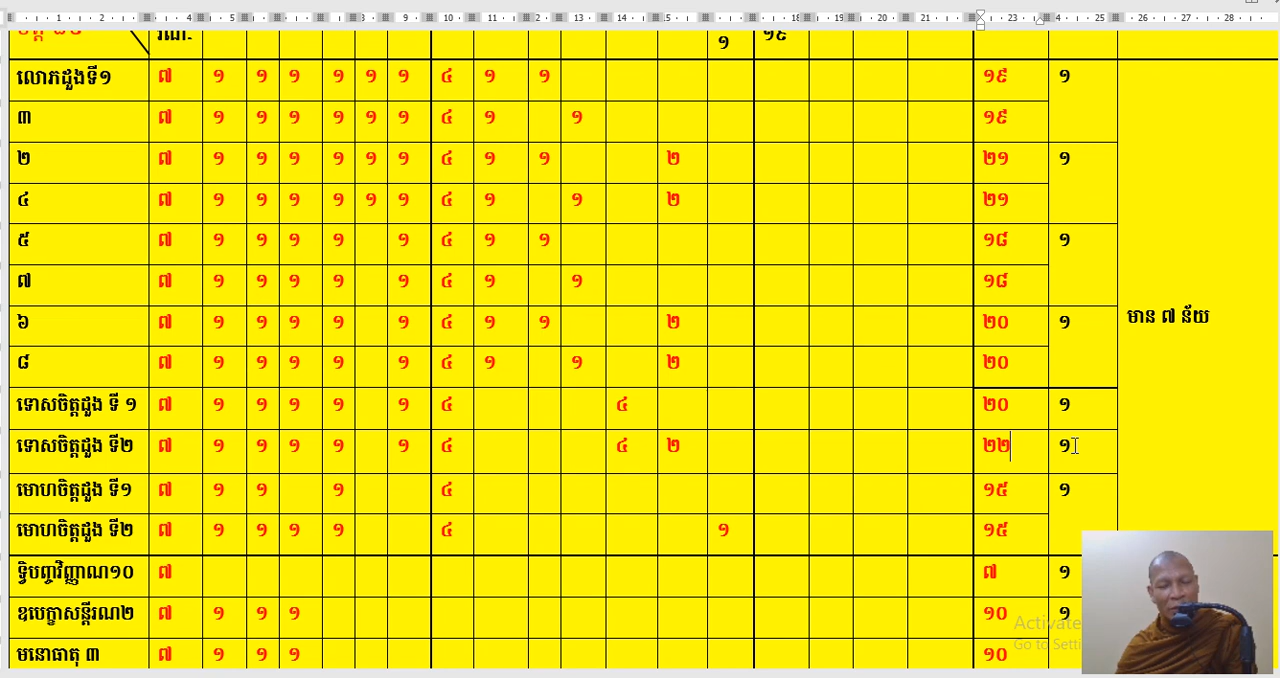 ១ ១៩
លោភដួងទី១ ៧ ១ ១ ១ ១ ១ ១ ៤ ១ ១ ១៩ ១
៣ ៧ ១ ១ ១ ១ ១ ១ ៤ ១ ១ ១៩
២ ៧ ១ ១ ១ ១ ១ ១ ៤ ១ ១ ២ ២១ ១
៤ ៧ ១ ១ ១ ១ ១ ១ ៤ ១ ១ ២ ២១
៥ ៧ ១ ១ ១ ១ ១ ៤ ១ ១ ១៨ ១
៧ ៧ ១ ១ ១ ១ ១ ៤ ១ ១ ១៨
មាន ៧ ន័យ
៦ ៧ ១ ១ ១ ១ ១ ៤ ១ ១ ២ ២០ ១
៨ ៧ ១ ១ ១ ១ ១ ៤ ១ ១ ២ ២០
ទោសចិត្តដួង ទី ១ ៧ ១ ១ ១ ១ ១ ៤ ៤ ២០ ១
ទោសចិត្តដួង ទី២ ៧ ១ ១ ១ ១ ១ ៤ ៤ ២ ២២ ១
មោហចិត្តដួង ទី១ ៧ ១ ១ ១ ៤ ១៥ ១
មោហចិត្តដួង ទី២ ៧ ១ ១ ១ ១ ៤ ១ ១៥
ទ្វិបញ្ចវិញ្ញាណ១០ ៧ ៧ ១
ឧបេក្ខាសន្តីរណ២ ៧ ១ ១ ១ ១០ ១
Activate
Go to Setti
មនោធាតុ ៣ ៧ ១ ១ ១ ១០